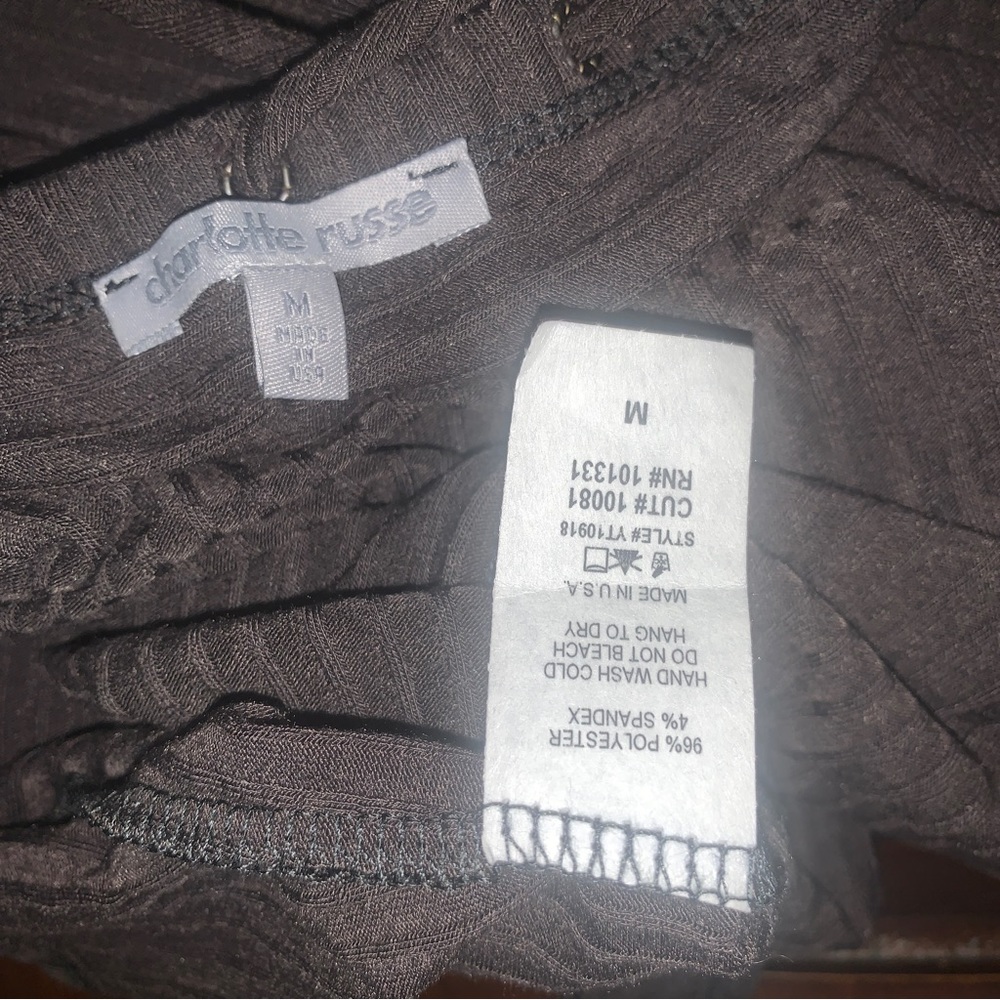 charlotte russe
M
MADE
IN
USA
96% POLYESTER
4% SPANDEX
HAND WASH COLD
DO NOT BLEACH
HANG TO DRY
MADE IN U.S.A.
STYLE# YT10918
CUT# 10081
RN# 101331
M